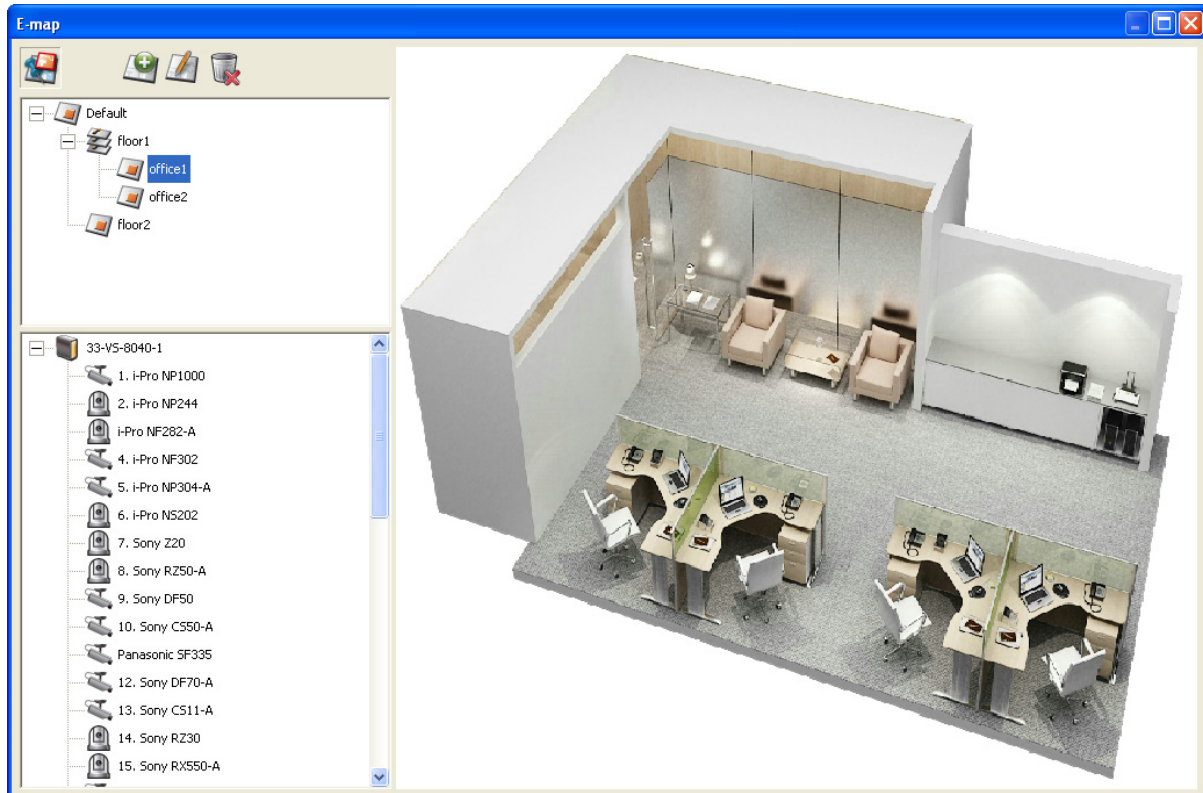 E-map
Default
floor1
office1
office2
floor2
33-VS-8040-1
1. i-Pro NP1000
2. i-Pro NP244
i-Pro NF282-A
4. i-Pro NF302
5. i-Pro NP304-A
6. i-Pro NS202
7. Sony Z20
8. Sony RZ50-A
9. Sony DF50
10. Sony CS50-A
Panasonic SF335
12. Sony DF70-A
13. Sony CS11-A
14. Sony RZ30
15. Sony RX550-A